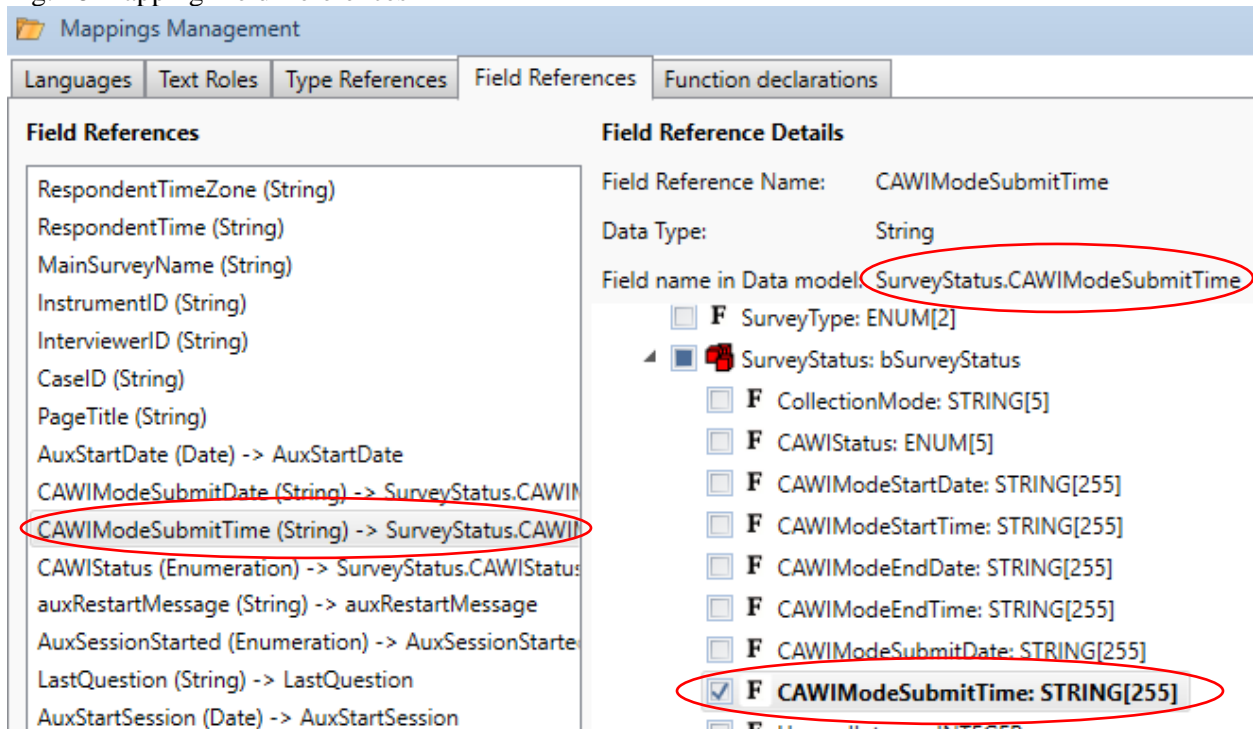 Mappings Management
Languages Text Roles Type References Field References Function declarations
Field References
RespondentTimeZone (String)
RespondentTime (String)
MainSurveyName (String)
InstrumentID (String)
InterviewerID (String)
CaseID (String)
PageTitle (String)
AuxStartDate (Date) -> AuxStartDate
CAWIModeSubmitDate (String) -> SurveyStatus.CAWIM
CAWIModeSubmitTime (String) -> SurveyStatus.CAWIM
CAWIStatus (Enumeration) -> SurveyStatus.CAWIStatus
auxRestartMessage (String) -> auxRestartMessage
AuxSessionStarted (Enumeration) -> AuxSessionStarte
LastQuestion (String) -> LastQuestion
AuxStartSession (Date) -> AuxStartSession
Field Reference Details
Field Reference Name: CAWIModeSubmitTime
Data Type: String
Field name in Data model: SurveyStatus.CAWIModeSubmitTime
F SurveyType: ENUM[2]
SurveyStatus: bSurveyStatus
F CollectionMode: STRING[5]
F CAWIStatus: ENUM[5]
F CAWIModeStartDate: STRING[255]
F CAWIModeStartTime: STRING[255]
F CAWIModeEndDate: STRING[255]
F CAWIModeEndTime: STRING[255]
F CAWIModeSubmitDate: STRING[255]
F CAWIModeSubmitTime: STRING[255]